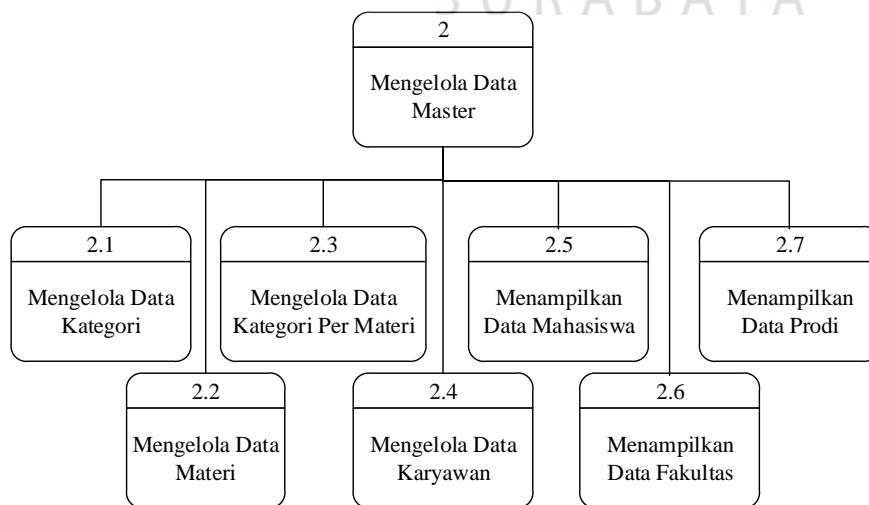 SURABAYA
2
Mengelola Data
Master
2.1
Mengelola Data
Kategori
2.3
Mengelola Data
Kategori Per Materi
2.5
Menampilkan
Data Mahasiswa
2.7
Menampilkan
Data Prodi
2.2
Mengelola Data
Materi
2.4
Mengelola Data
Karyawan
2.6
Menampilkan
Data Fakultas